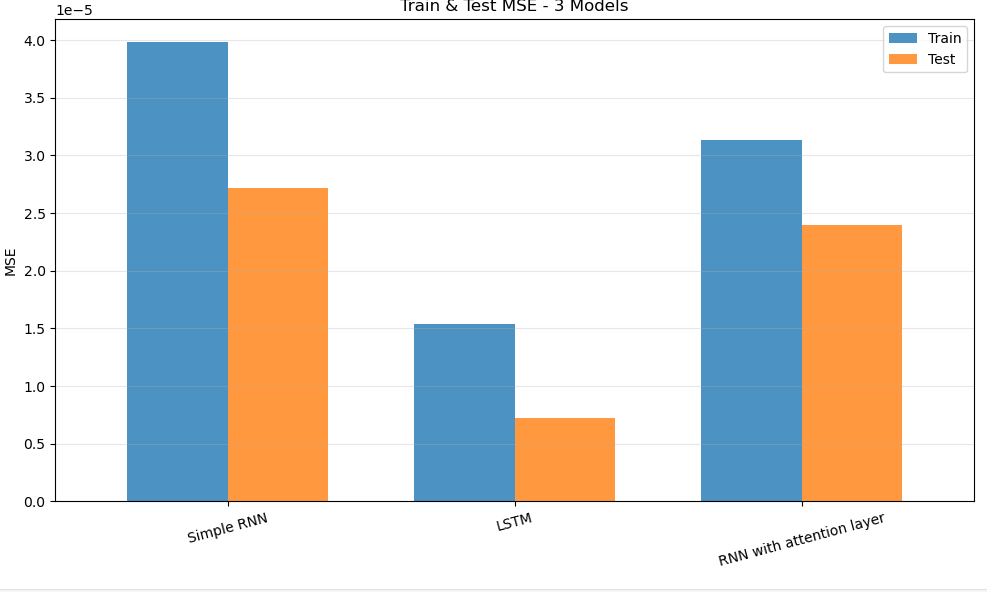 Train & Test MSE - 3 Models
1e−5
Train
Test
MSE
4.0
3.5
3.0
2.5
2.0
1.5
1.0
0.5
0.0
Simple RNN
LSTM
RNN with attention layer